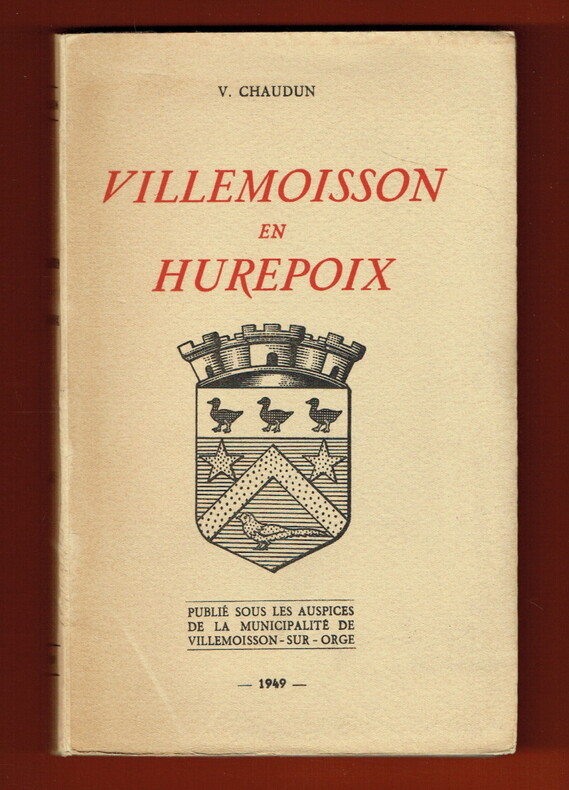 V. CHAUDUN
VILLEMOISSON
EN
HUREPOIX
PUBLIÉ SOUS LES AUSPICES
DE LA MUNICIPALITÉ DE
VILLEMOISSON-SUR-ORGE
— 1949 —